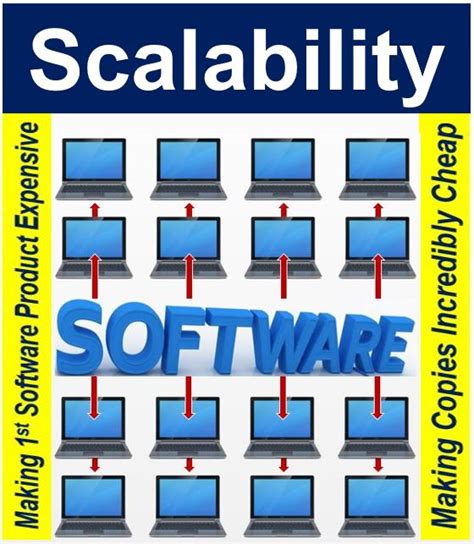 Scalability
Making 1st Software Product Expensive
SOFTWARE
Making Copies Incredibly Cheap